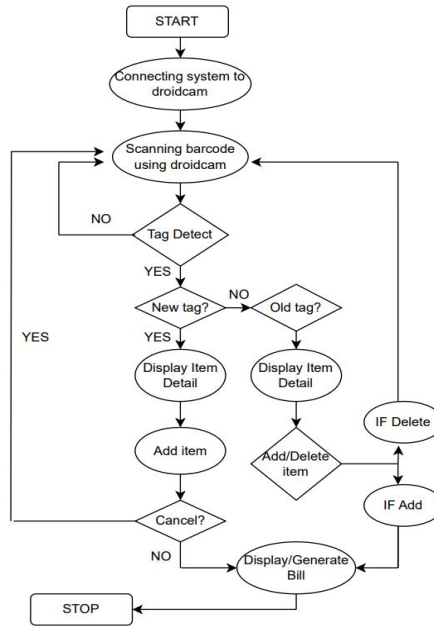 START
Connecting system to
droidcam
Scanning barcode
using droidcam
NO
Tag Detect
YES
New tag?
NO
Old tag?
YES
YES
Display Item
Detail
Display Item
Detail
Add item
Add/Delete
item
IF Delete
IF Add
Cancel?
NO
Display/Generate
Bill
STOP